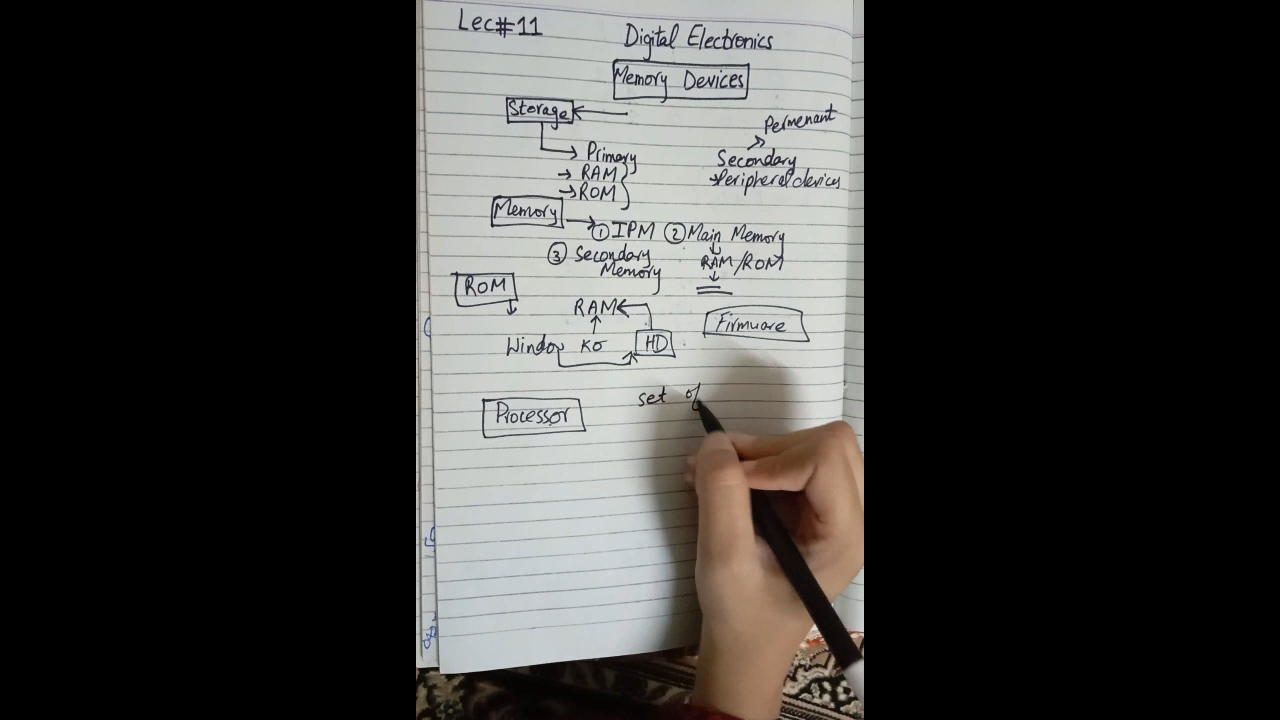 Lec#11
Digital Electronics
Memory Devices
Storage
Permenant
Primary
Secondary
RAM
Peripheral devices
ROM
Memory
① IPM ② Main Memory
③ Secondary
Memory
RAM/ROM
ROM
RAM
Firmware
Window KO HD
set of
Processor